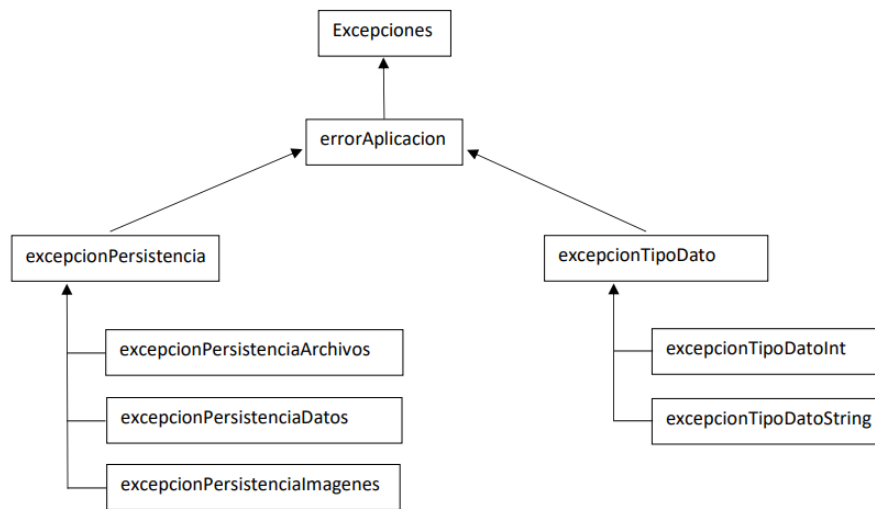 Excepciones
errorAplicacion
excepcionPersistencia
excepcionTipoDato
excepcionPersistenciaArchivos
excepcionTipoDatoInt
excepcionPersistenciaDatos
excepcionTipoDatoString
excepcionPersistenciaImagenes